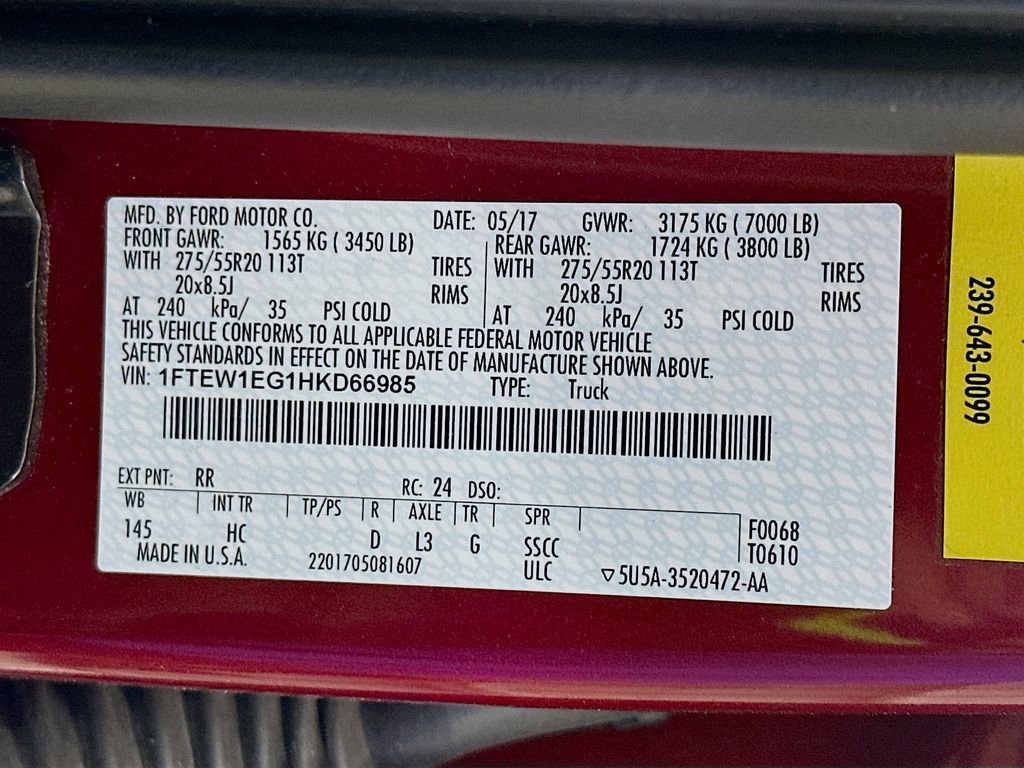 MFD. BY FORD MOTOR CO. DATE: 05/17 GVWR: 3175 KG ( 7000 LB)
FRONT GAWR: 1565 KG ( 3450 LB) REAR GAWR: 1724 KG ( 3800 LB)
WITH 275/55R20 113T TIRES WITH 275/55R20 113T TIRES
20x8.5J RIMS 20x8.5J RIMS
AT 240 kPa/ 35 PSI COLD AT 240 kPa/ 35 PSI COLD
THIS VEHICLE CONFORMS TO ALL APPLICABLE FEDERAL MOTOR VEHICLE
SAFETY STANDARDS IN EFFECT ON THE DATE OF MANUFACTURE SHOWN ABOVE.
VIN: 1FTEW1EG1HKD66985 TYPE: Truck
EXT PNT: RR RC: 24 DSO:
WB INT TR TP/PS R AXLE TR SPR F0068
145 HC D L3 G SSCC T0610
MADE IN U.S.A. 2201705081607 ULC ▽5U5A-3520472-AA
239-643-0099